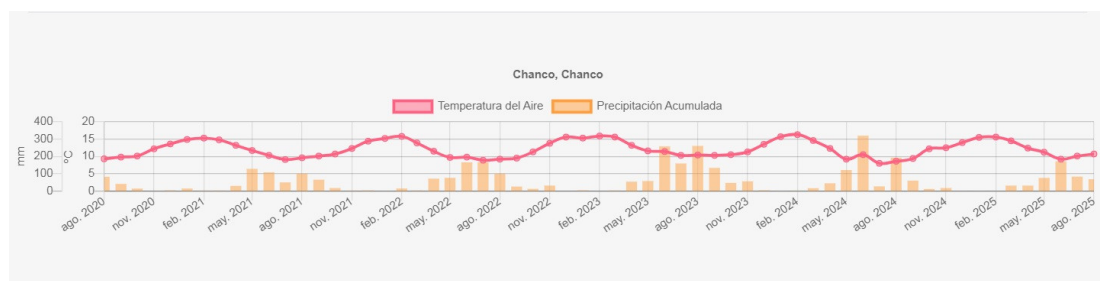 Chanco, Chanco
Temperatura del Aire
Precipitación Acumulada
mm
400
300
200
100
0
°C
20
15
10
5
0
ago. 2020
nov. 2020
feb. 2021
may. 2021
ago. 2021
nov. 2021
feb. 2022
may. 2022
ago. 2022
nov. 2022
feb. 2023
may. 2023
ago. 2023
nov. 2023
feb. 2024
may. 2024
ago. 2024
nov. 2024
feb. 2025
may. 2025
ago. 2025